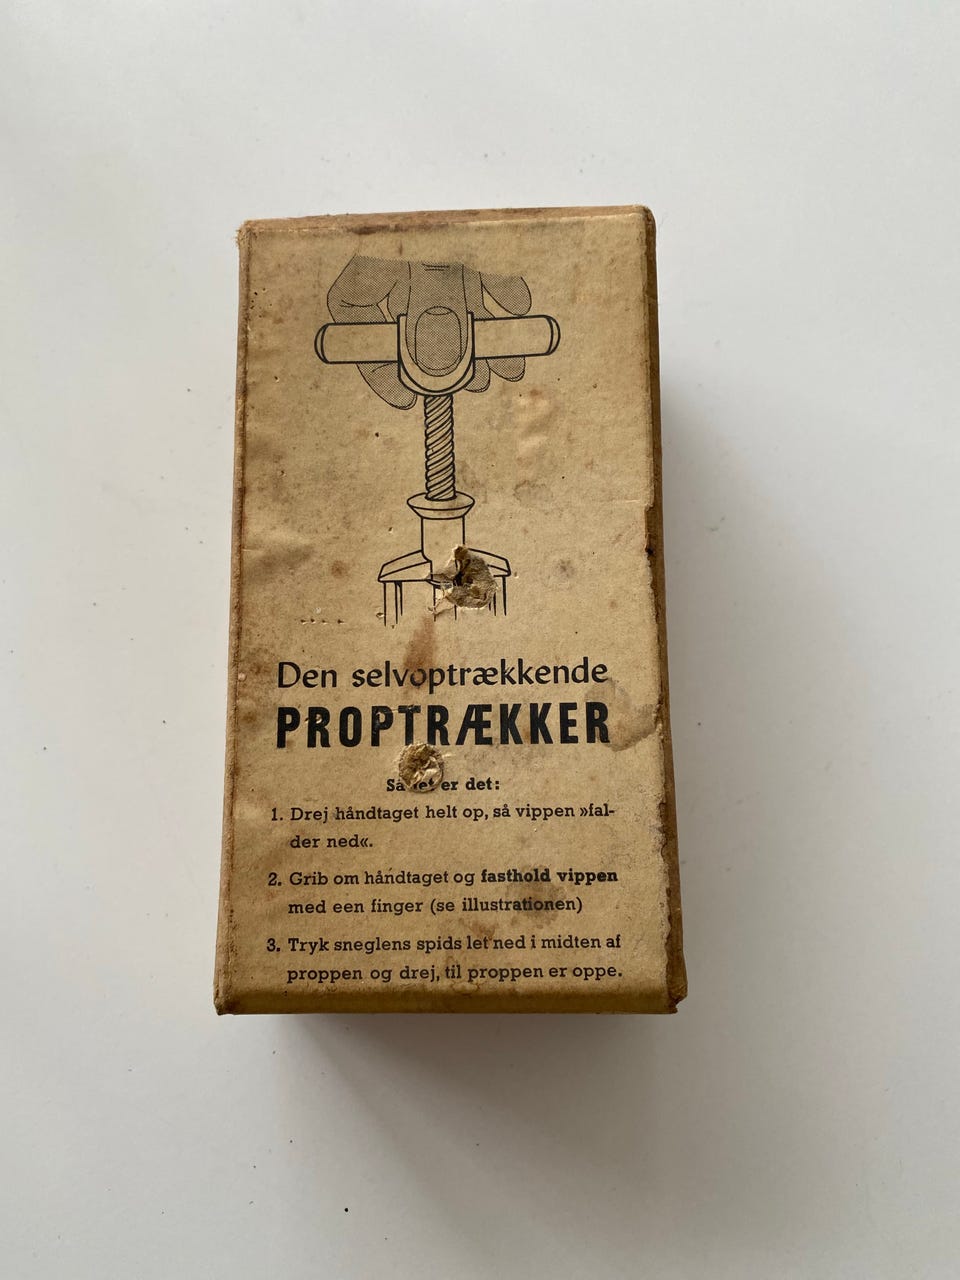 Den selvoptrækkende
PROPTRÆKKER
Så let er det:
1. Drej håndtaget helt op, så vippen »fal-
der ned«.
2. Grib om håndtaget og fasthold vippen
med een finger (se illustrationen)
3. Tryk sneglens spids let ned i midten af
proppen og drej, til proppen er oppe.